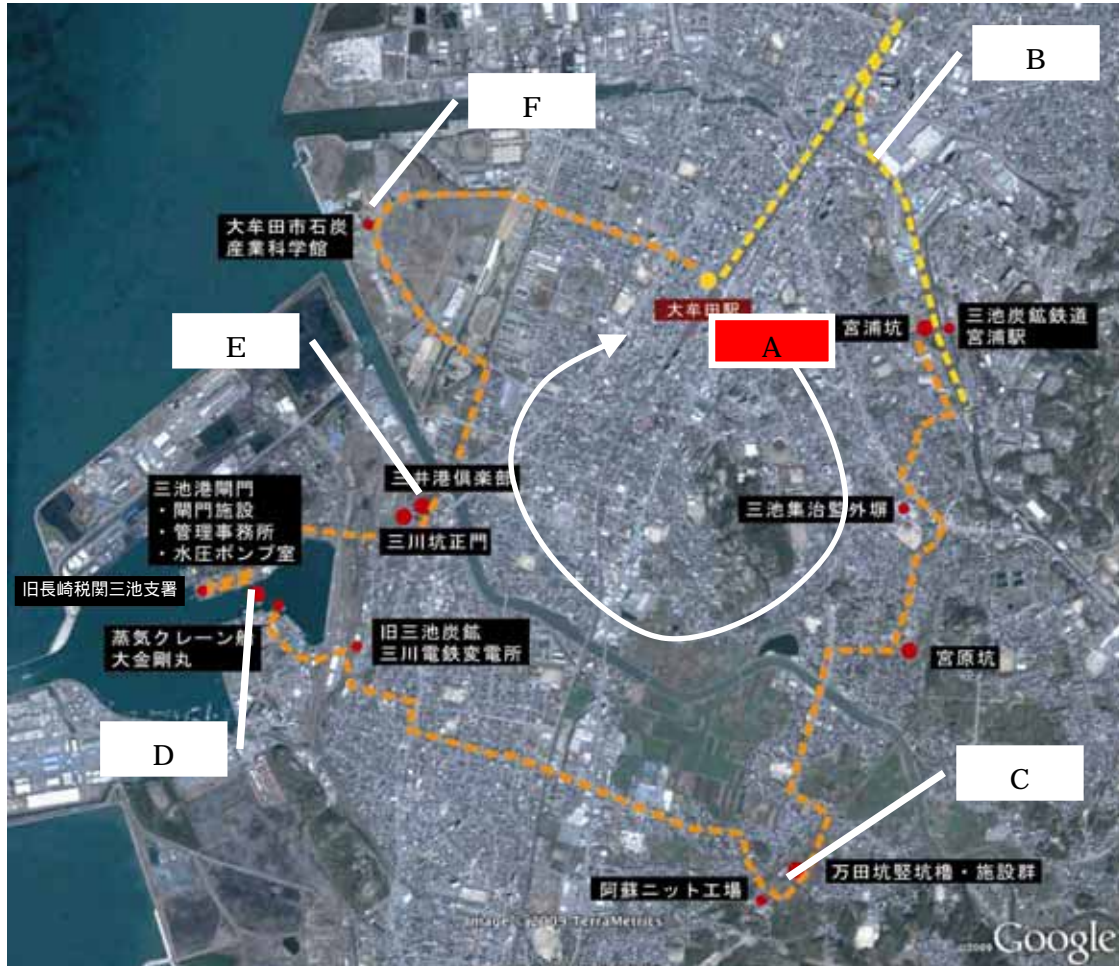 B
F
大牟田市石炭
産業科学館
大牟田駅
E
A
宮浦坑
三池炭鉱鉄道
宮浦駅
三井港倶楽部
三池港閘門
・閘門施設
・管理事務所
・水圧ポンプ室
三川坑正門
三池集治監外塀
旧長崎税関三池支署
蒸気クレーン船
大金剛丸
旧三池炭鉱
三川電鉄変電所
宮原坑
D
C
万田坑竪坑櫓・施設群
阿蘇ニット工場
Image © 2009 TerraMetrics
©2009 Google